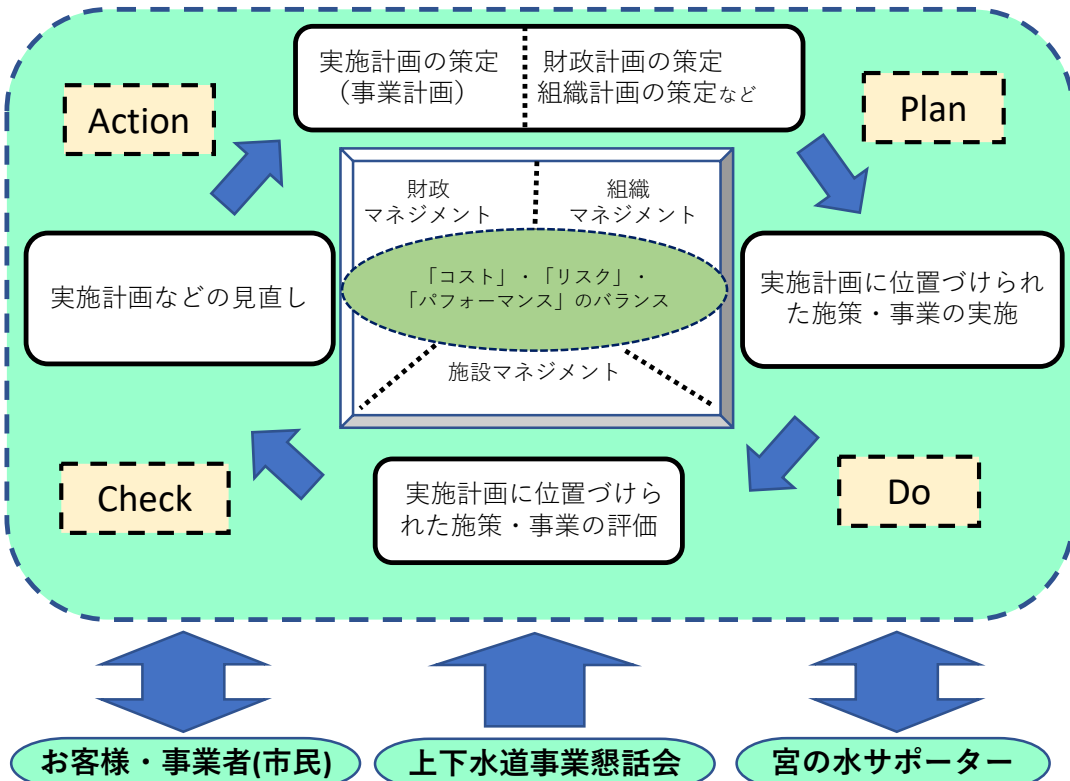 実施計画の策定
（事業計画）
財政計画の策定
組織計画の策定など
Action
Plan
財政
マネジメント
組織
マネジメント
「コスト」・「リスク」・
「パフォーマンス」のバランス
施設マネジメント
実施計画などの見直し
実施計画に位置づけられ
た施策・事業の実施
Check
実施計画に位置づけら
れた施策・事業の評価
Do
お客様・事業者(市民)
上下水道事業懇話会
宮の水サポーター